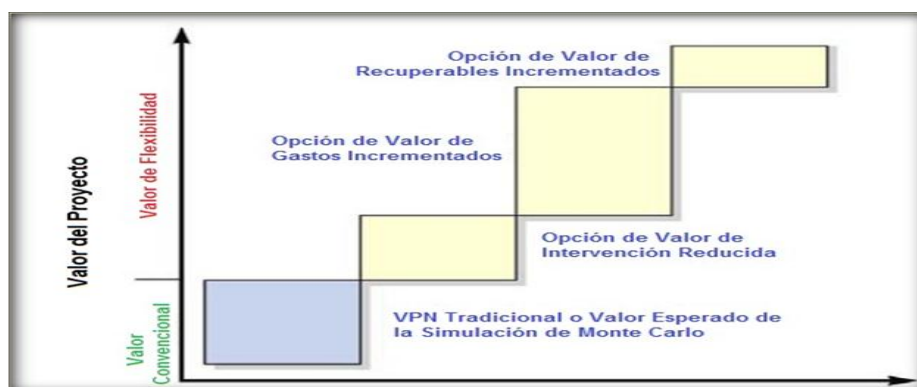 Opción de Valor de
Recuperables Incrementados
Opción de Valor de
Gastos Incrementados
Opción de Valor de
Intervención Reducida
VPN Tradicional o Valor Esperado de
la Simulación de Monte Carlo
Valor del Proyecto
Valor de Flexibilidad
Valor
Convencional